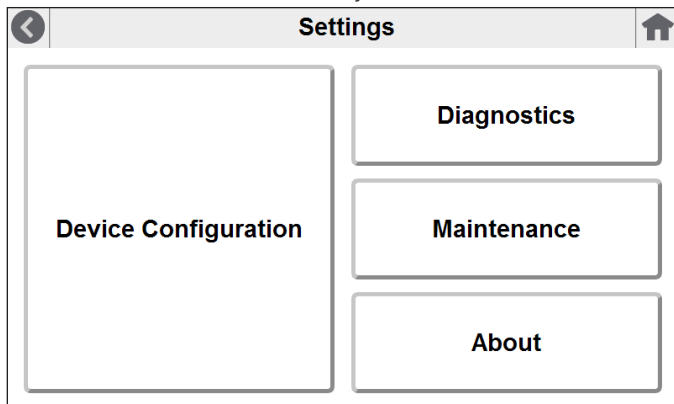 Settings
Device Configuration
Diagnostics
Maintenance
About